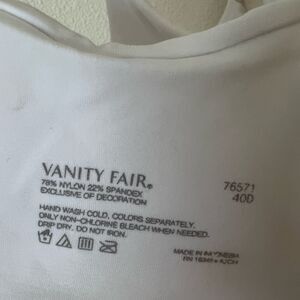 VANITY FAIR®
78% NYLON 22% SPANDEX
EXCLUSIVE OF DECORATION
76571
40D
HAND WASH COLD, COLORS SEPARATELY.
ONLY NON-CHLORINE BLEACH WHEN NEEDED.
DRIP DRY. DO NOT IRON.
MADE IN
RN